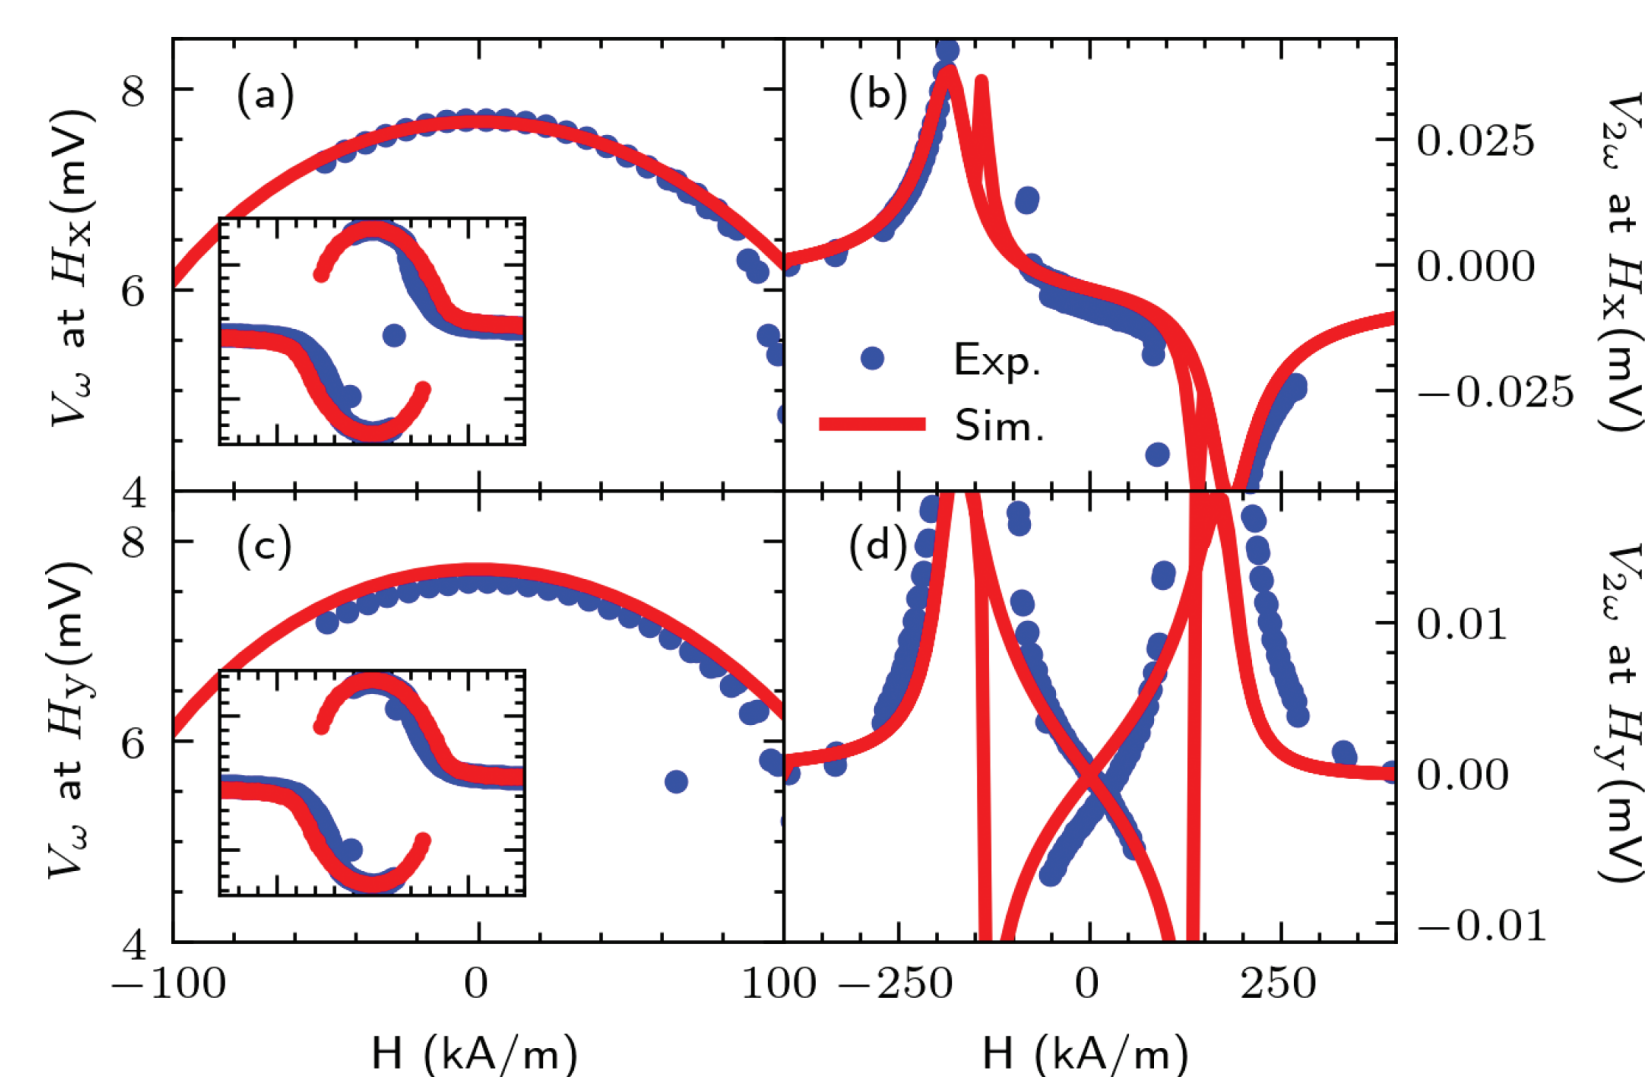 (a)
(b)
8
6
4
V_ω at H_x(mV)
0.025
0.000
−0.025
V_2ω at H_x(mV)
Exp.
Sim.
(c)
(d)
8
6
4
V_ω at H_y(mV)
0.01
0.00
−0.01
V_2ω at H_y(mV)
−100 0 100 −250 0 250
H (kA/m) H (kA/m)